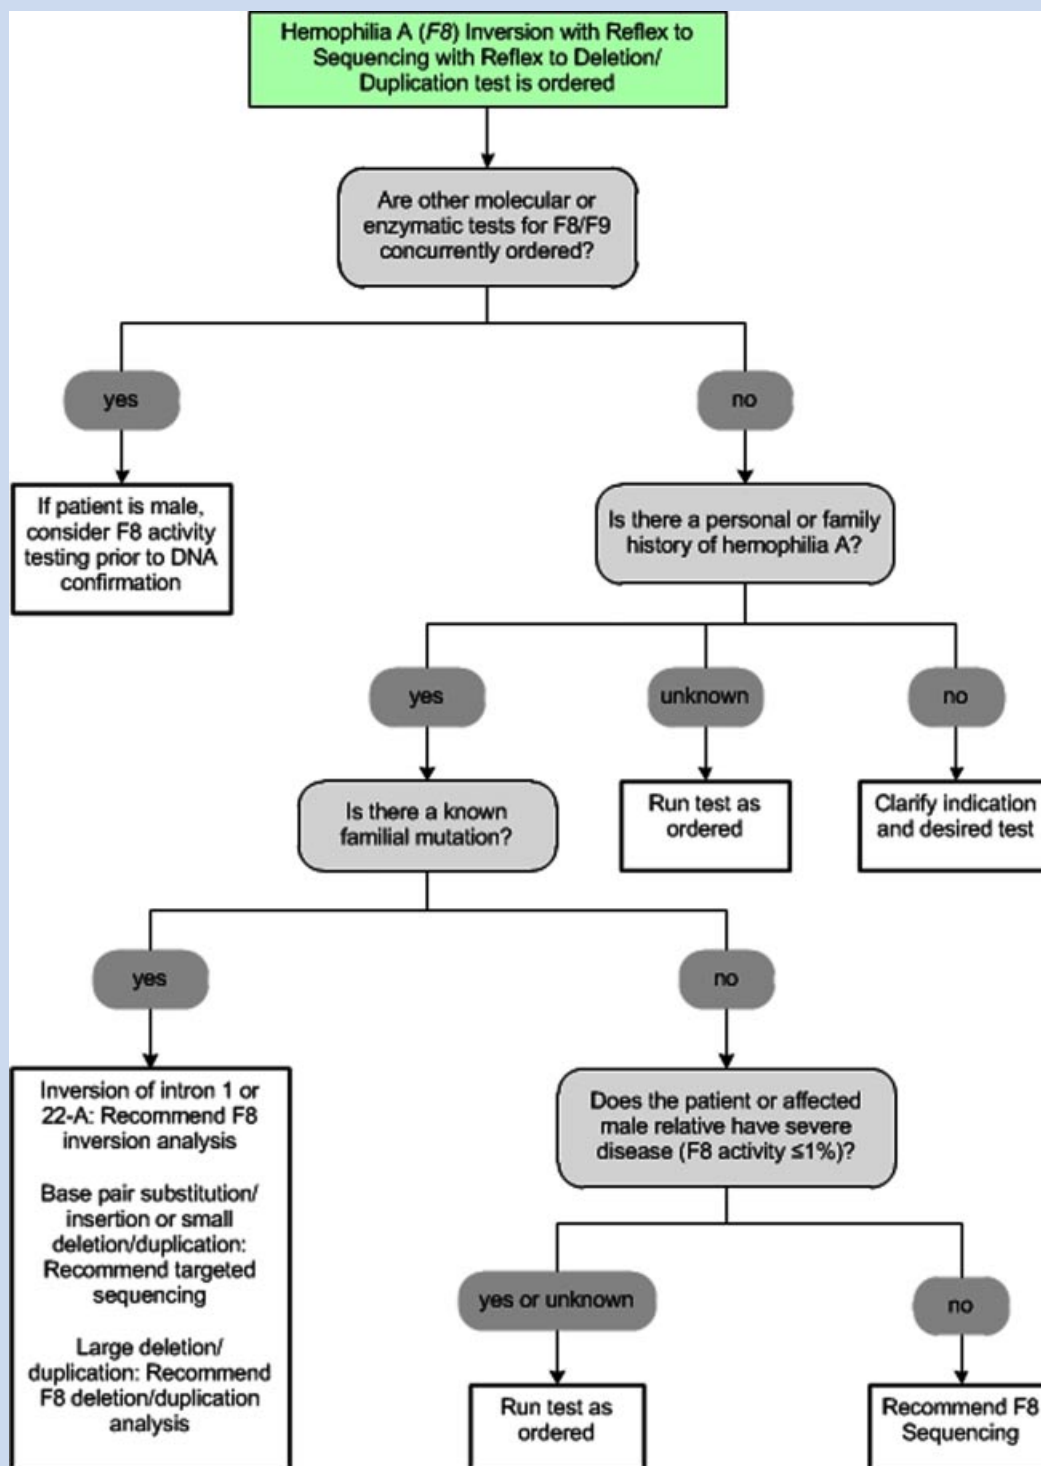 Hemophilia A (F8) Inversion with Reflex to
Sequencing with Reflex to Deletion/
Duplication test is ordered
Are other molecular or
enzymatic tests for F8/F9
concurrently ordered?
yes
no
If patient is male,
consider F8 activity
testing prior to DNA
confirmation
Is there a personal or family
history of hemophilia A?
yes
unknown
no
Is there a known
familial mutation?
Run test as
ordered
Clarify indication
and desired test
yes
no
Inversion of intron 1 or
22-A: Recommend F8
inversion analysis
Base pair substitution/
insertion or small
deletion/duplication:
Recommend targeted
sequencing
Large deletion/
duplication: Recommend
F8 deletion/duplication
analysis
Does the patient or affected
male relative have severe
disease (F8 activity ≤1%)?
yes or unknown
no
Run test as
ordered
Recommend F8
Sequencing